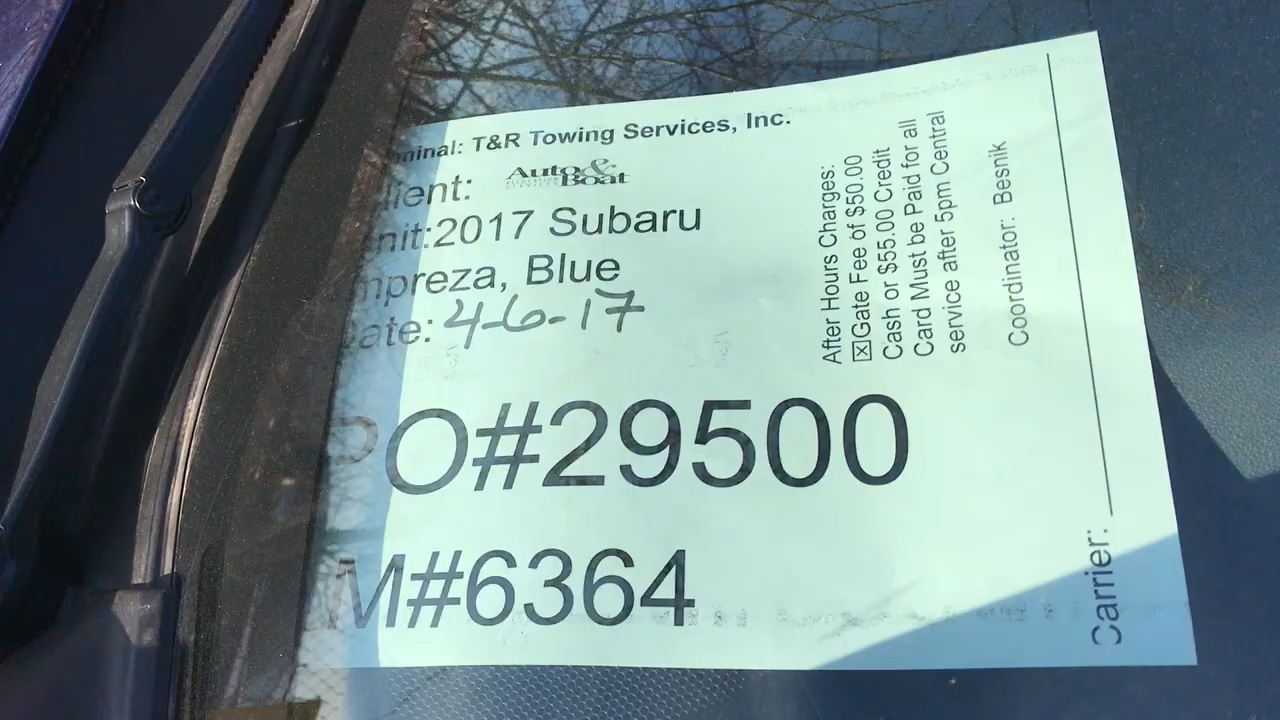 minal: T&R Towing Services, Inc.
lient: Auto & Boat
nit:2017 Subaru
mpreza, Blue
ate: 4-6-17
PO#29500
M#6364
After Hours Charges:
☒Gate Fee of $50.00
Cash or $55.00 Credit
Card Must be Paid for all
service after 5pm Central
Coordinator: Besnik
Carrier: